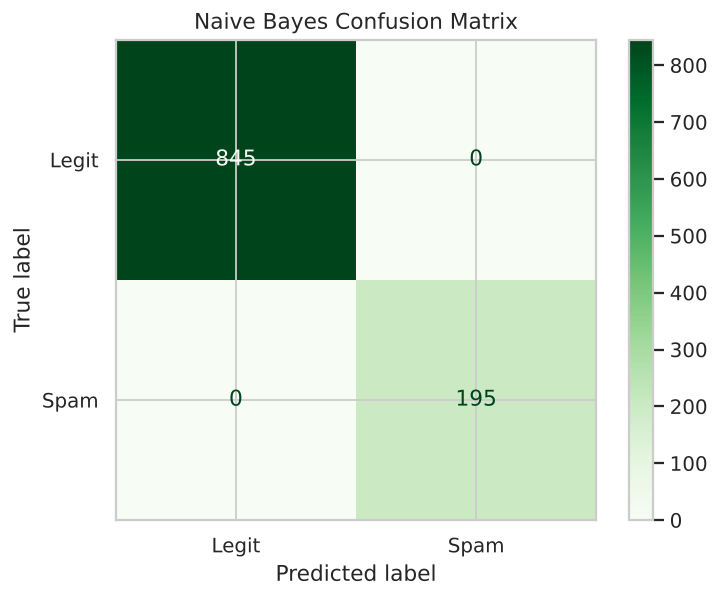 Naive Bayes Confusion Matrix
True label
Legit
845
0
Spam
0
195
Legit
Spam
Predicted label
800
700
600
500
400
300
200
100
0